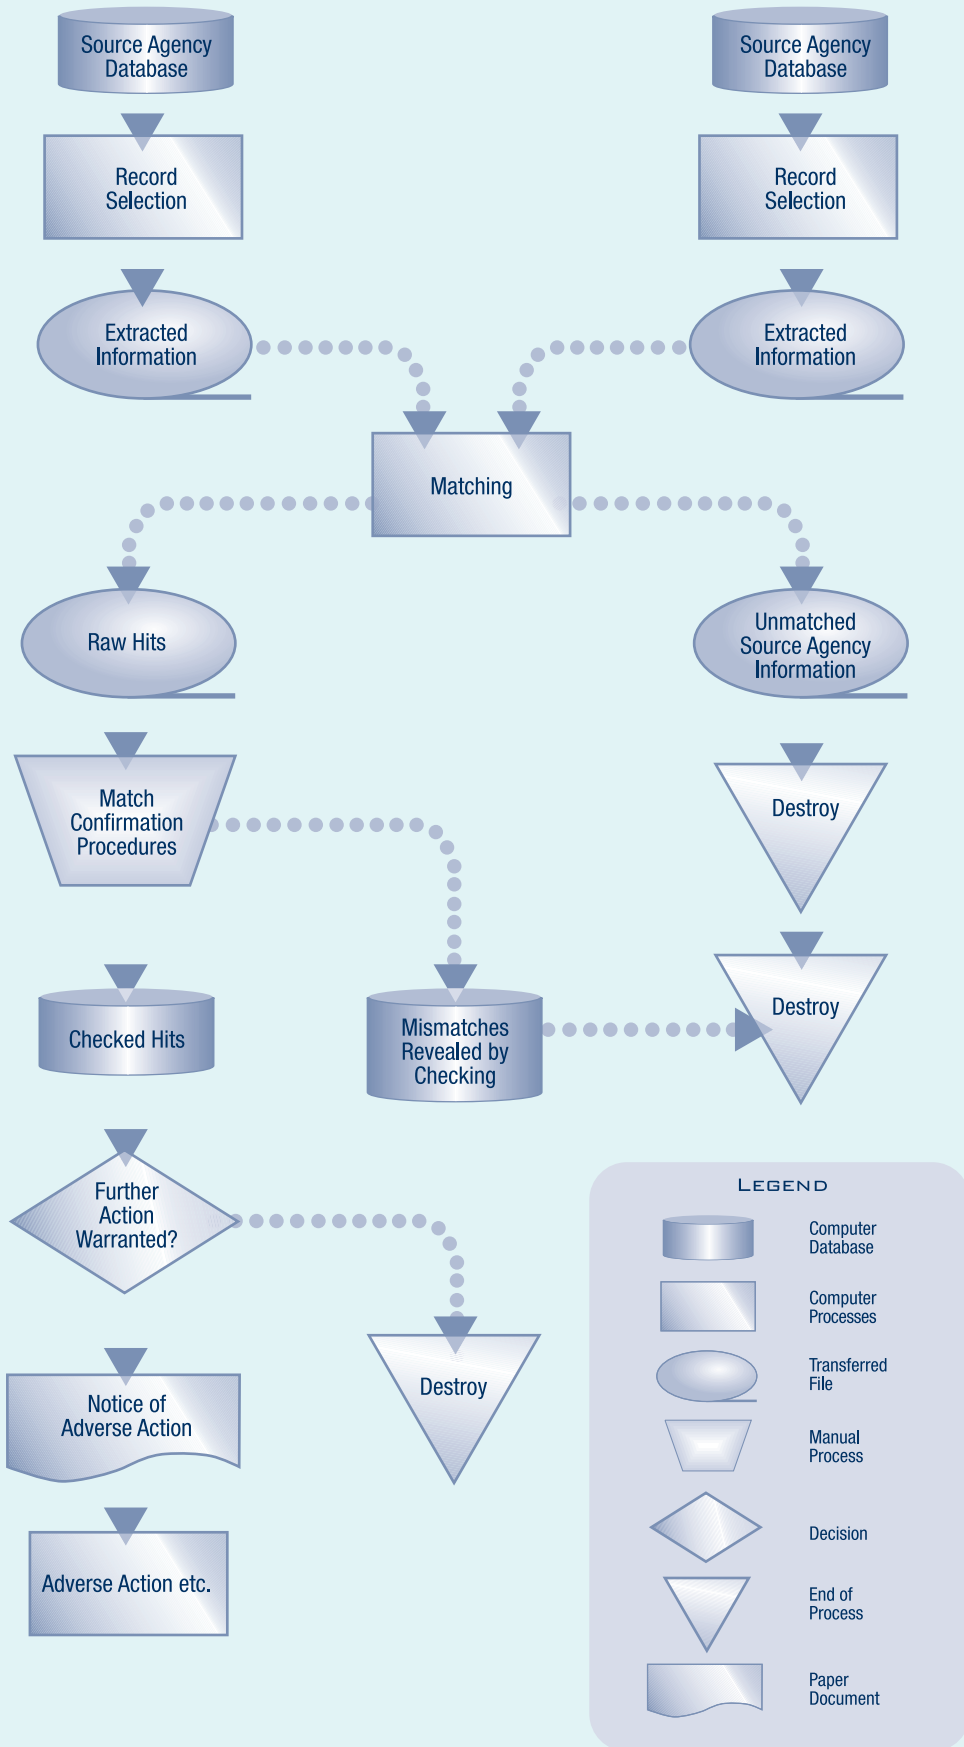 Source Agency
Database
Source Agency
Database
Record
Selection
Record
Selection
Extracted
Information
Extracted
Information
Matching
Raw Hits
Unmatched
Source Agency
Information
Match
Confirmation
Procedures
Destroy
Checked Hits
Mismatches
Revealed by
Checking
Destroy
Further
Action
Warranted?
Destroy
Notice of
Adverse Action
Adverse Action etc.
LEGEND
Computer
Database
Computer
Processes
Transferred
File
Manual
Process
Decision
End of
Process
Paper
Document